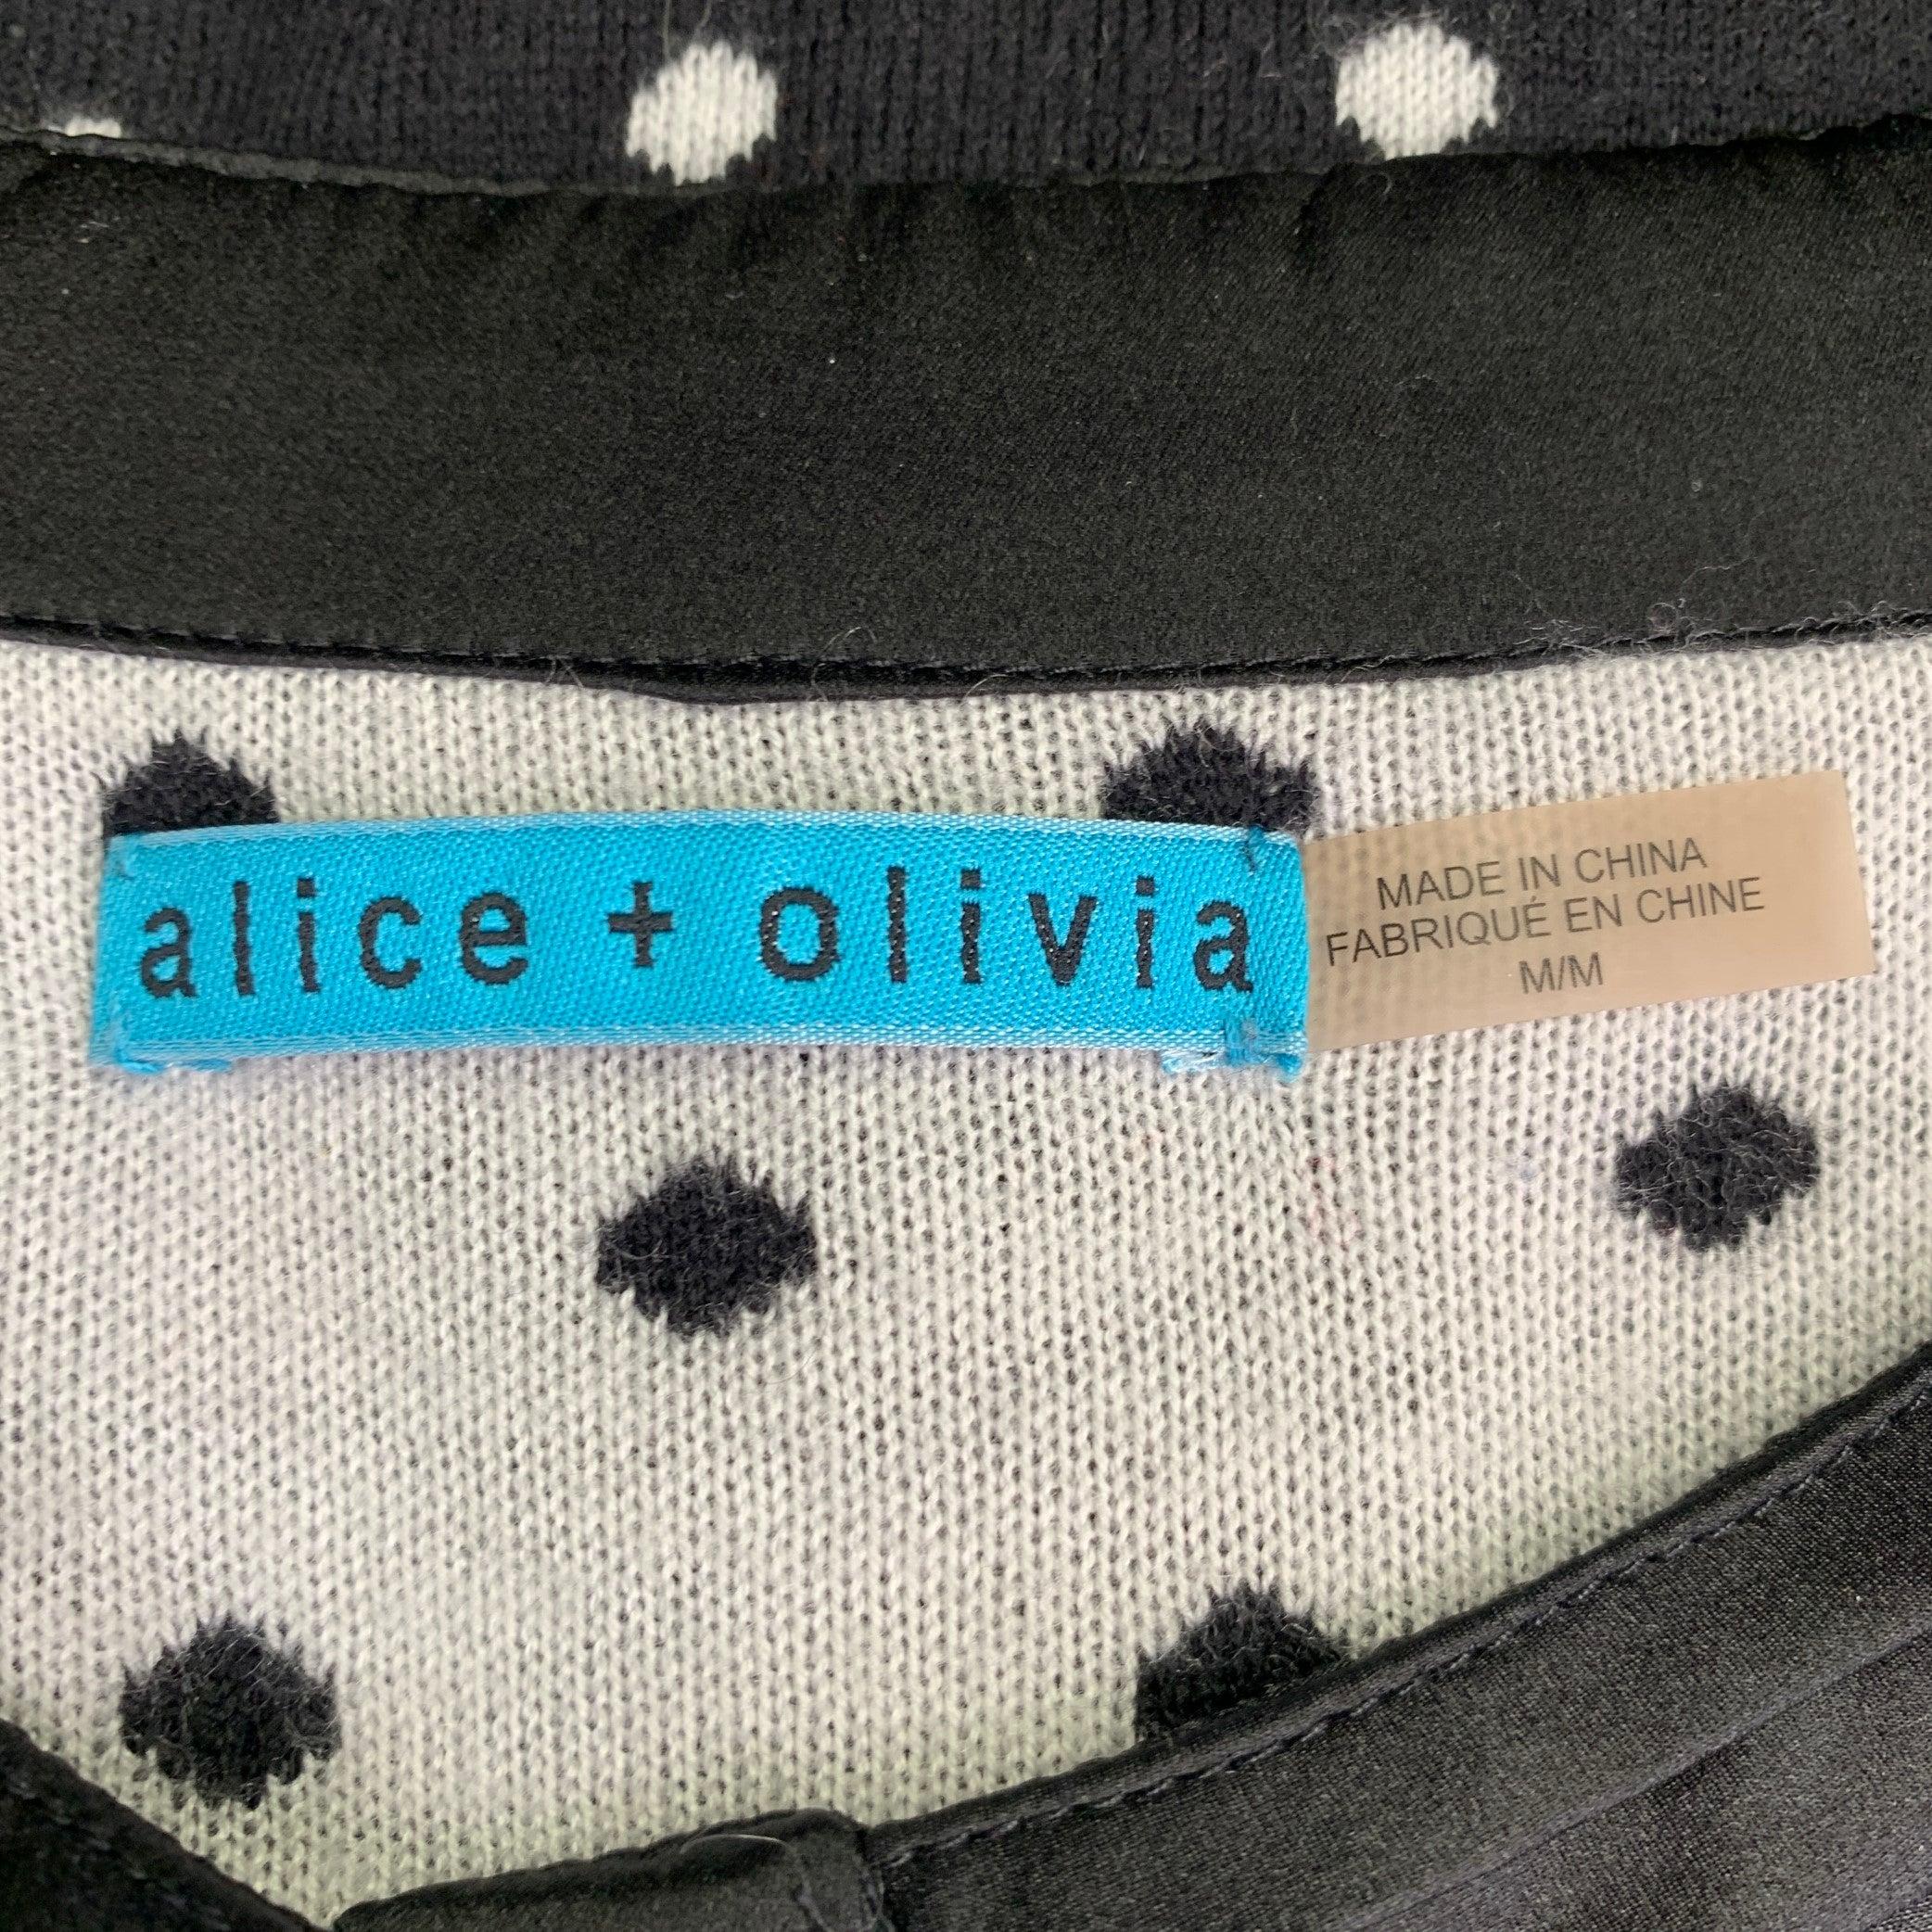 alice + olivia
MADE IN CHINA
FABRIQUÉ EN CHINE
M/M